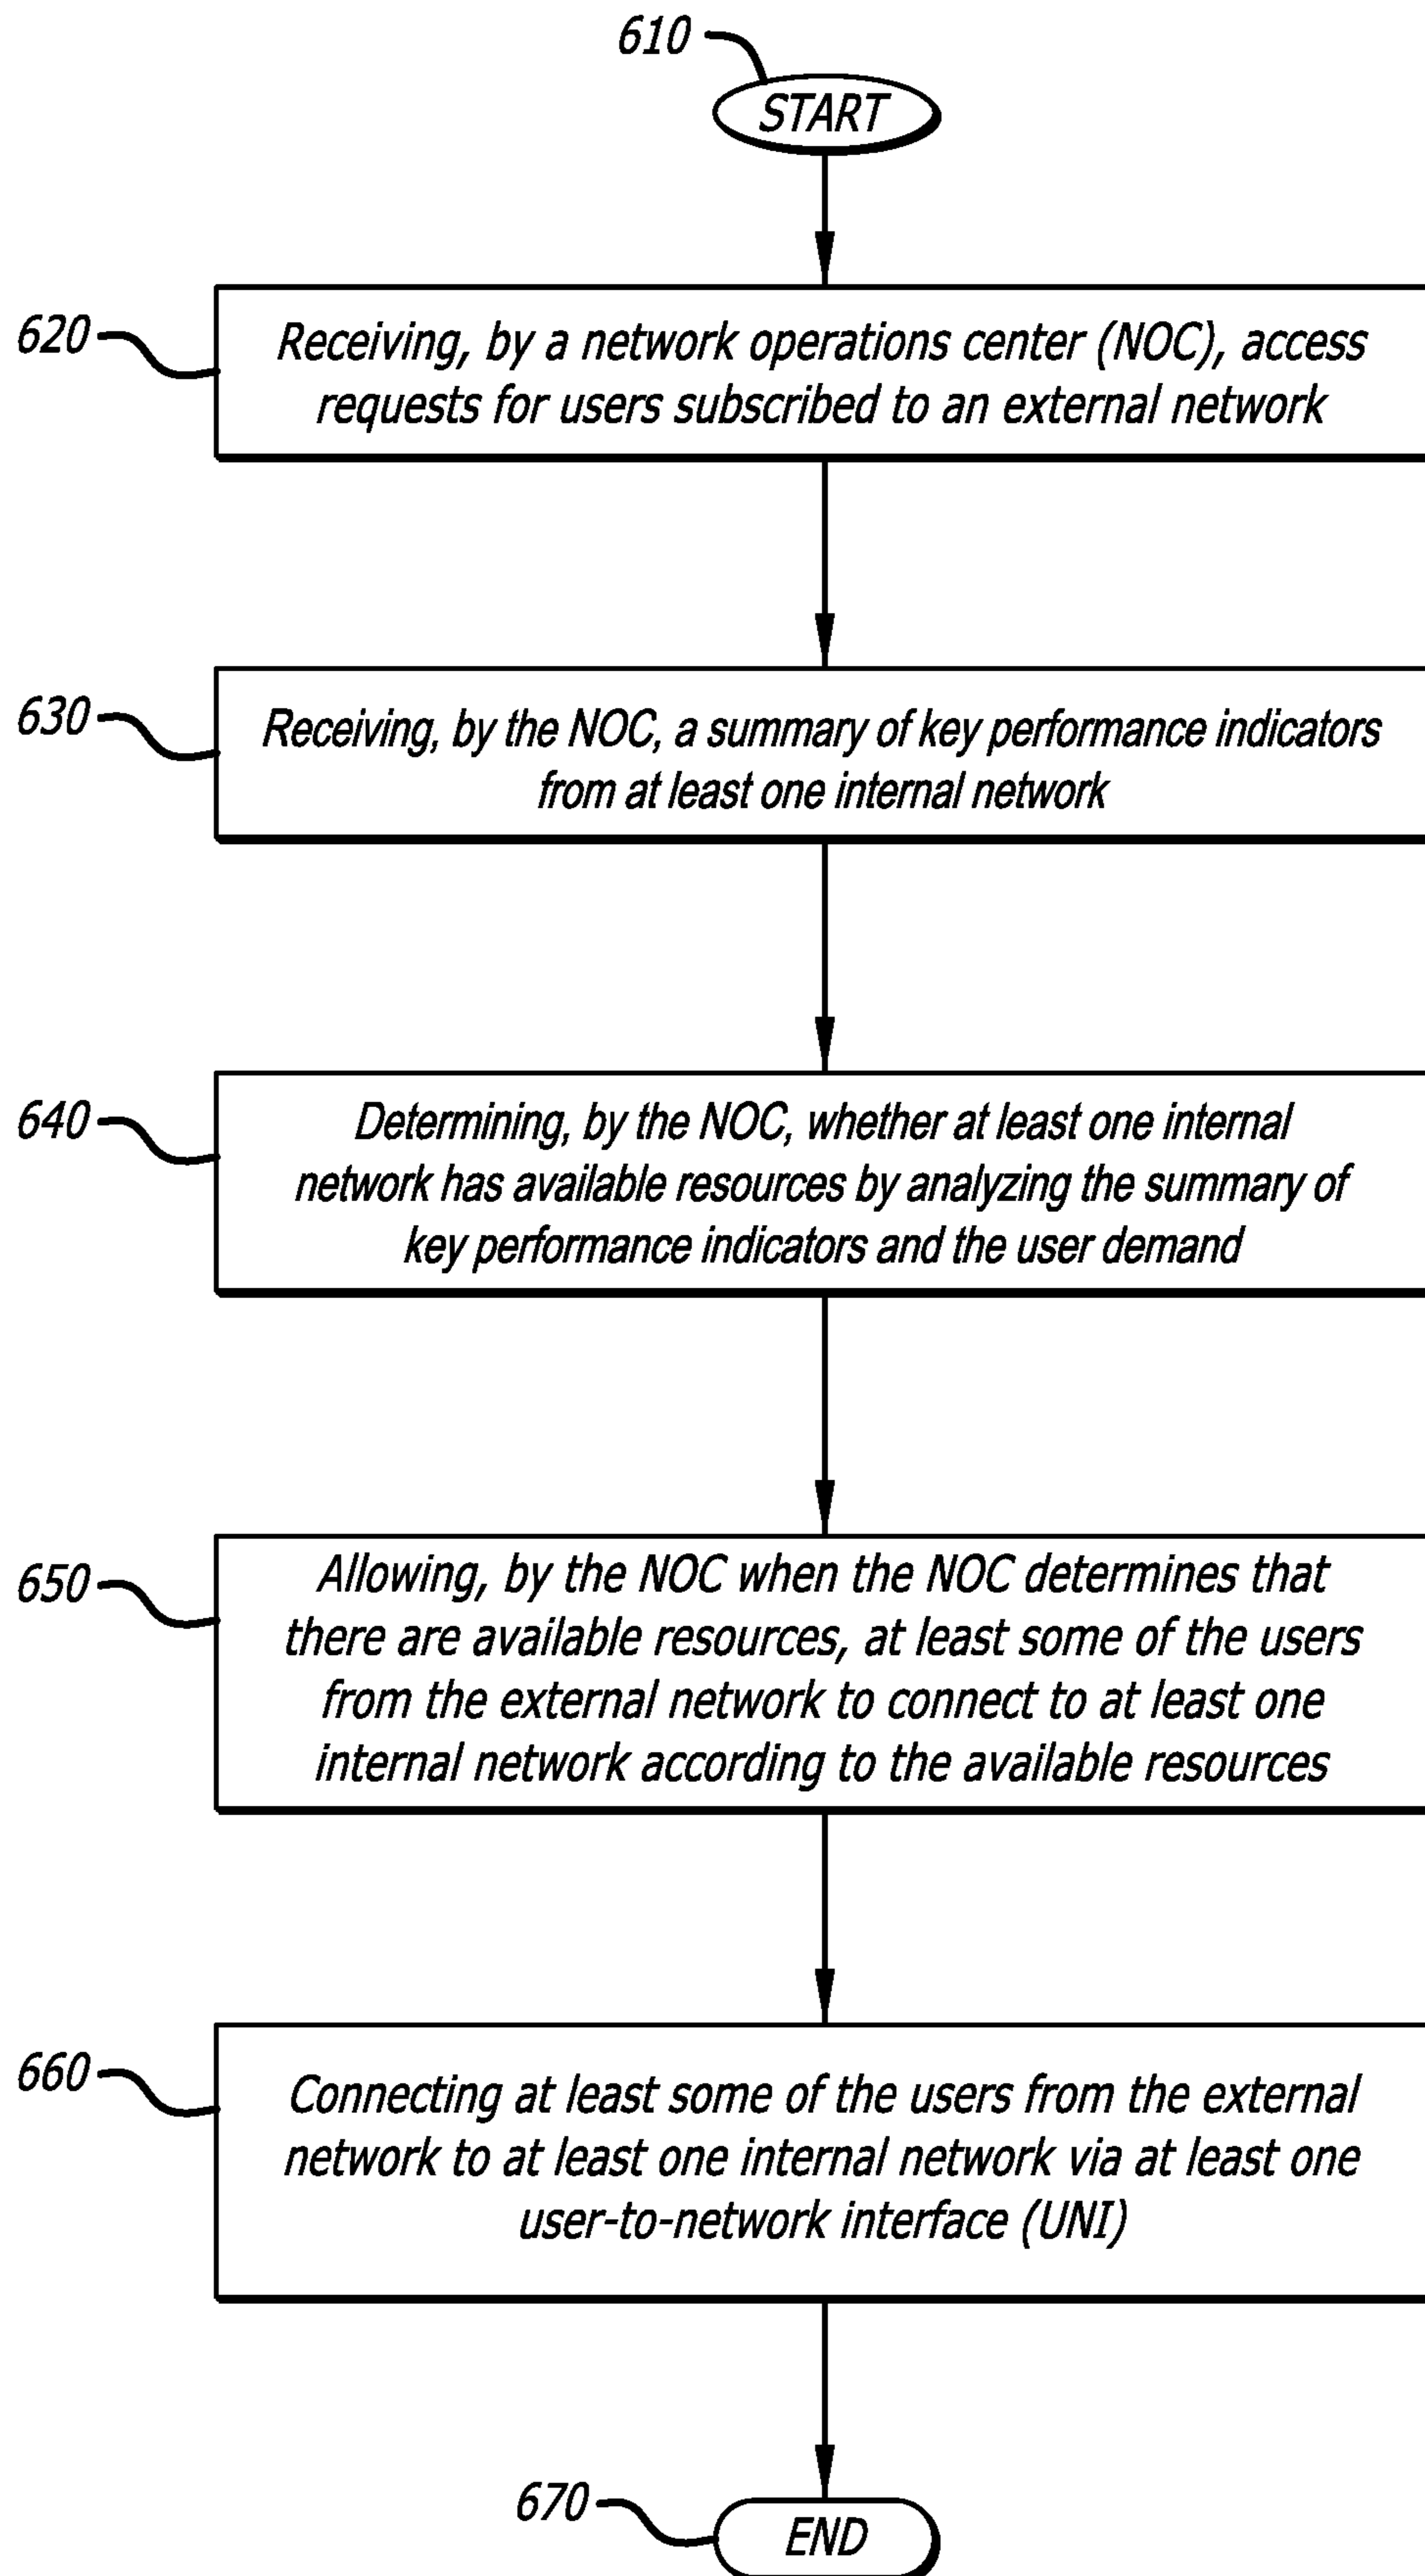 610
START
620
Receiving, by a network operations center (NOC), access
requests for users subscribed to an external network
630
Receiving, by the NOC, a summary of key performance indicators
from at least one internal network
640
Determining, by the NOC, whether at least one internal
network has available resources by analyzing the summary of
key performance indicators and the user demand
650
Allowing, by the NOC when the NOC determines that
there are available resources, at least some of the users
from the external network to connect to at least one
internal network according to the available resources
660
Connecting at least some of the users from the external
network to at least one internal network via at least one
user-to-network interface (UNI)
670
END